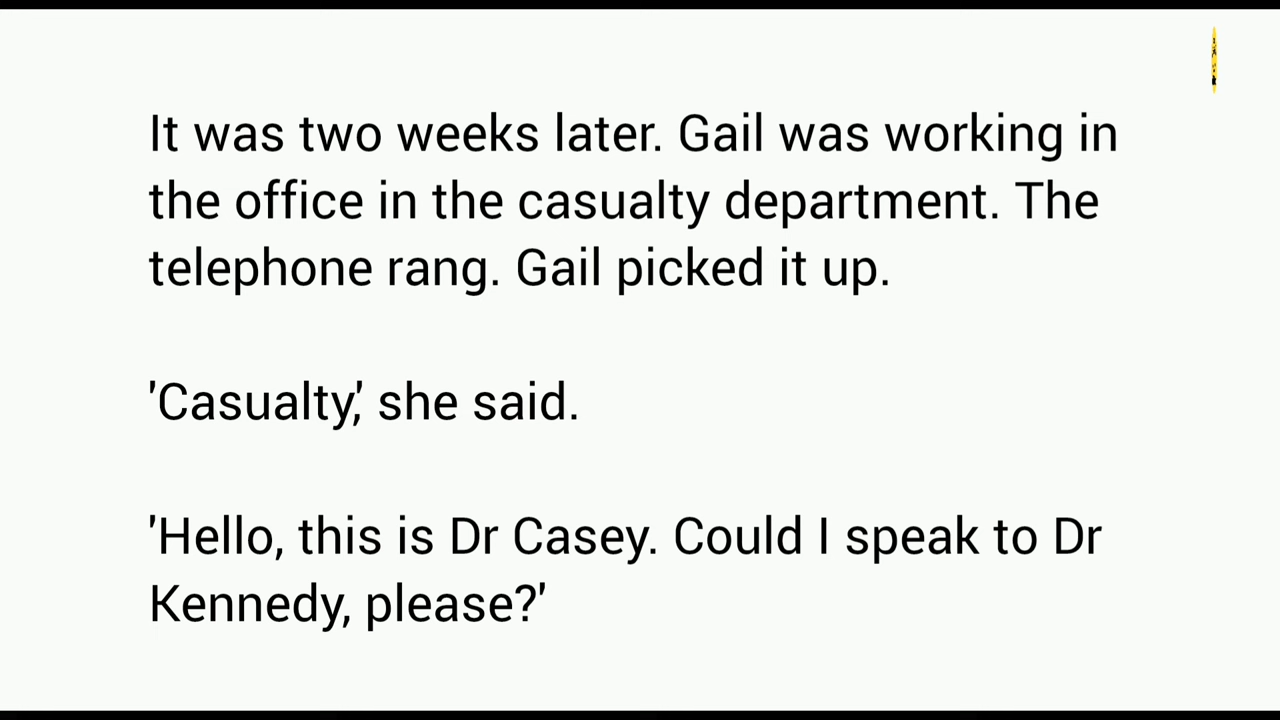 It was two weeks later. Gail was working in
the office in the casualty department. The
telephone rang. Gail picked it up.
'Casualty,' she said.
'Hello, this is Dr Casey. Could I speak to Dr
Kennedy, please?'